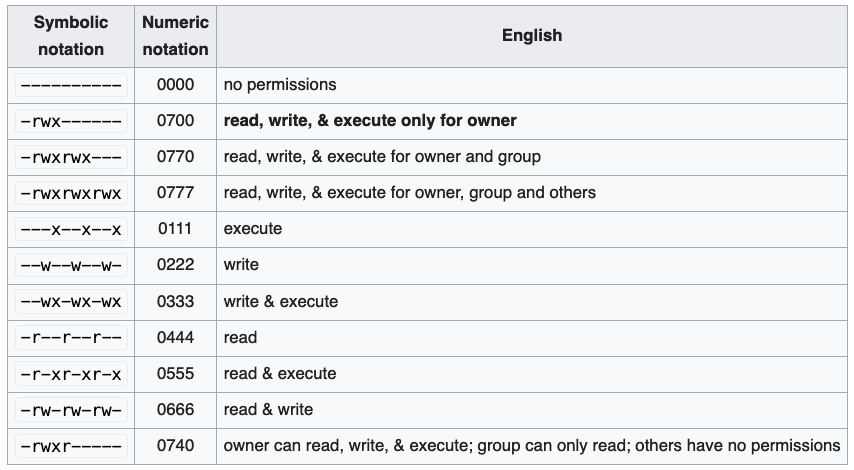 Symbolic notation Numeric notation English
---------- 0000 no permissions
-rwx------ 0700 read, write, & execute only for owner
-rwxrwx--- 0770 read, write, & execute for owner and group
-rwxrwxrwx 0777 read, write, & execute for owner, group and others
---x--x--x 0111 execute
--w--w--w- 0222 write
--wx-wx-wx 0333 write & execute
-r--r--r-- 0444 read
-r-xr-xr-x 0555 read & execute
-rw-rw-rw- 0666 read & write
-rwxr----- 0740 owner can read, write, & execute; group can only read; others have no permissions